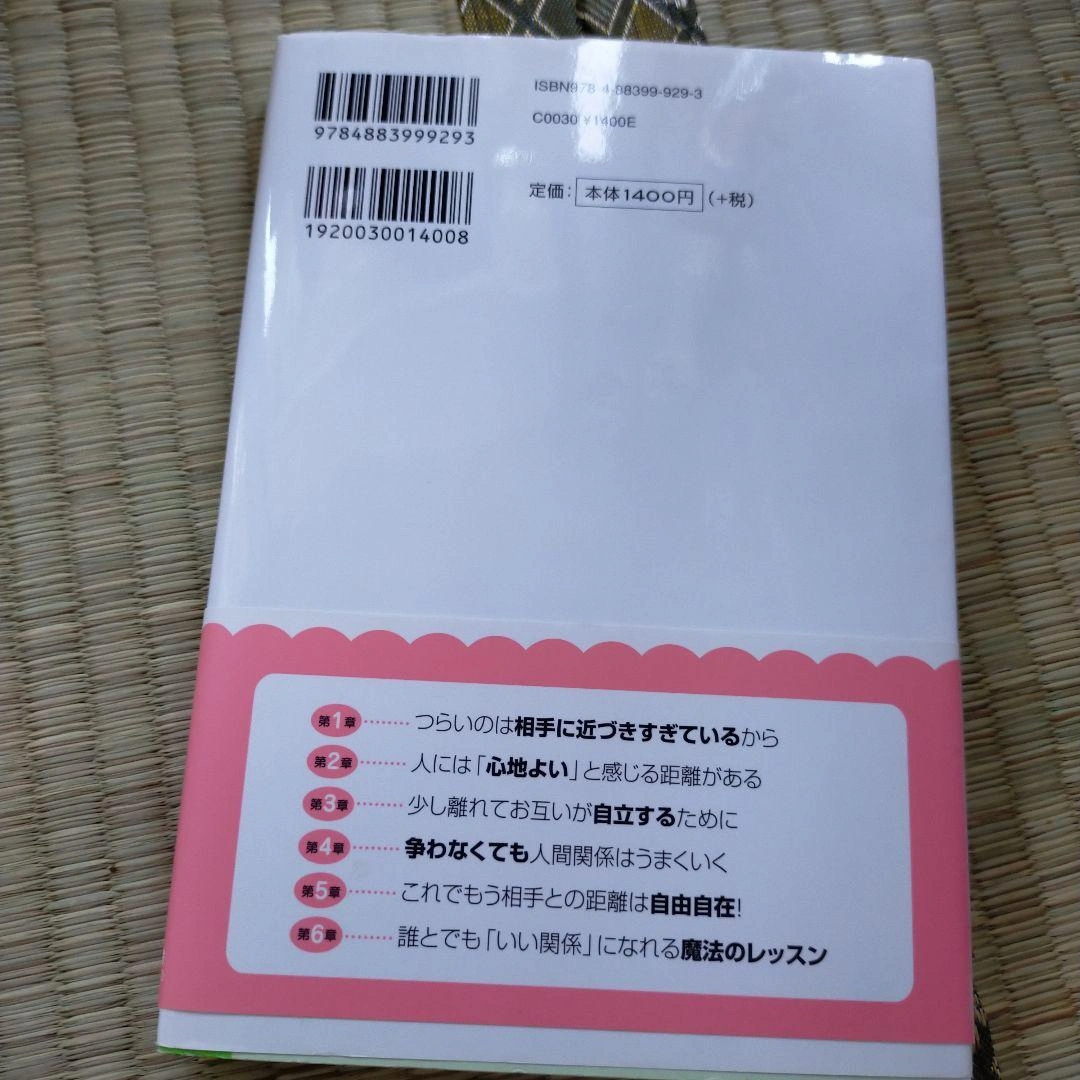 ISBN978-4-88399-929-3
9784883999293
C0030 ¥1400E
1920030014008
定価： 本体1400円 (+税)
第1章 ……… つらいのは相手に近づきすぎているから
第2章 ……… 人には「心地よい」と感じる距離がある
第3章 ……… 少し離れてお互いが自立するために
第4章 ……… 争わなくても人間関係はうまくいく
第5章 ……… これでもう相手との距離は自由自在！
第6章 ……… 誰とでも「いい関係」になれる魔法のレッスン